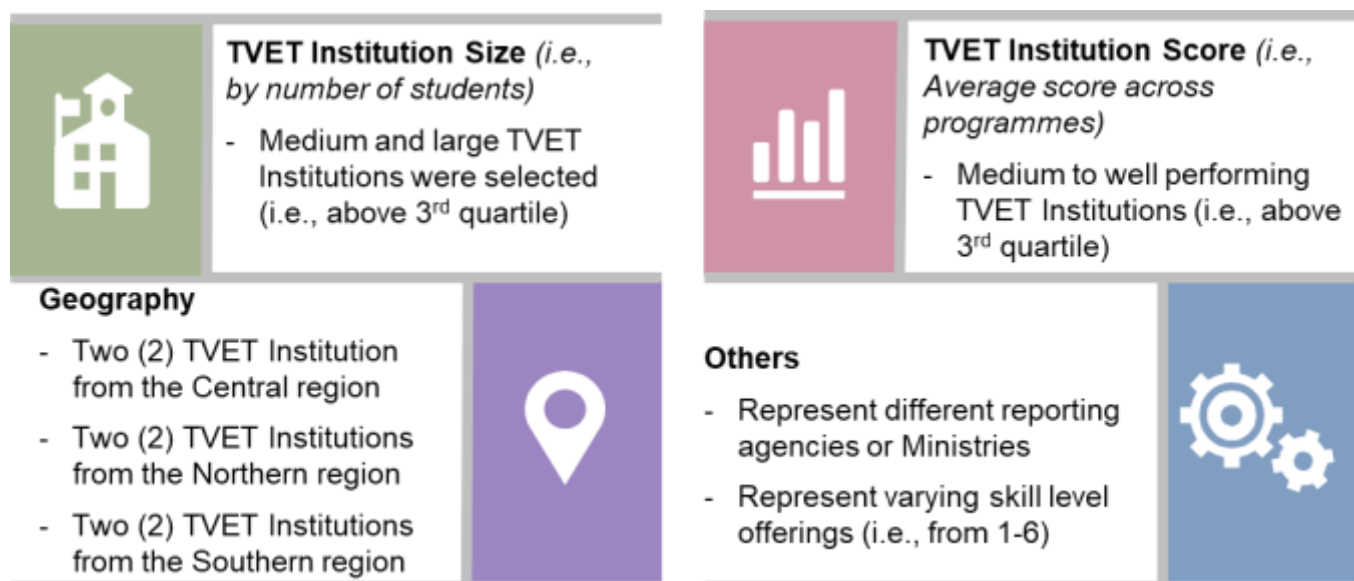 TVET Institution Size (i.e.,
by number of students)
- Medium and large TVET
Institutions were selected
(i.e., above 3rd quartile)
TVET Institution Score (i.e.,
Average score across
programmes)
- Medium to well performing
TVET Institutions (i.e., above
3rd quartile)
Geography
- Two (2) TVET Institution
from the Central region
- Two (2) TVET Institutions
from the Northern region
- Two (2) TVET Institutions
from the Southern region
Others
- Represent different reporting
agencies or Ministries
- Represent varying skill level
offerings (i.e., from 1-6)